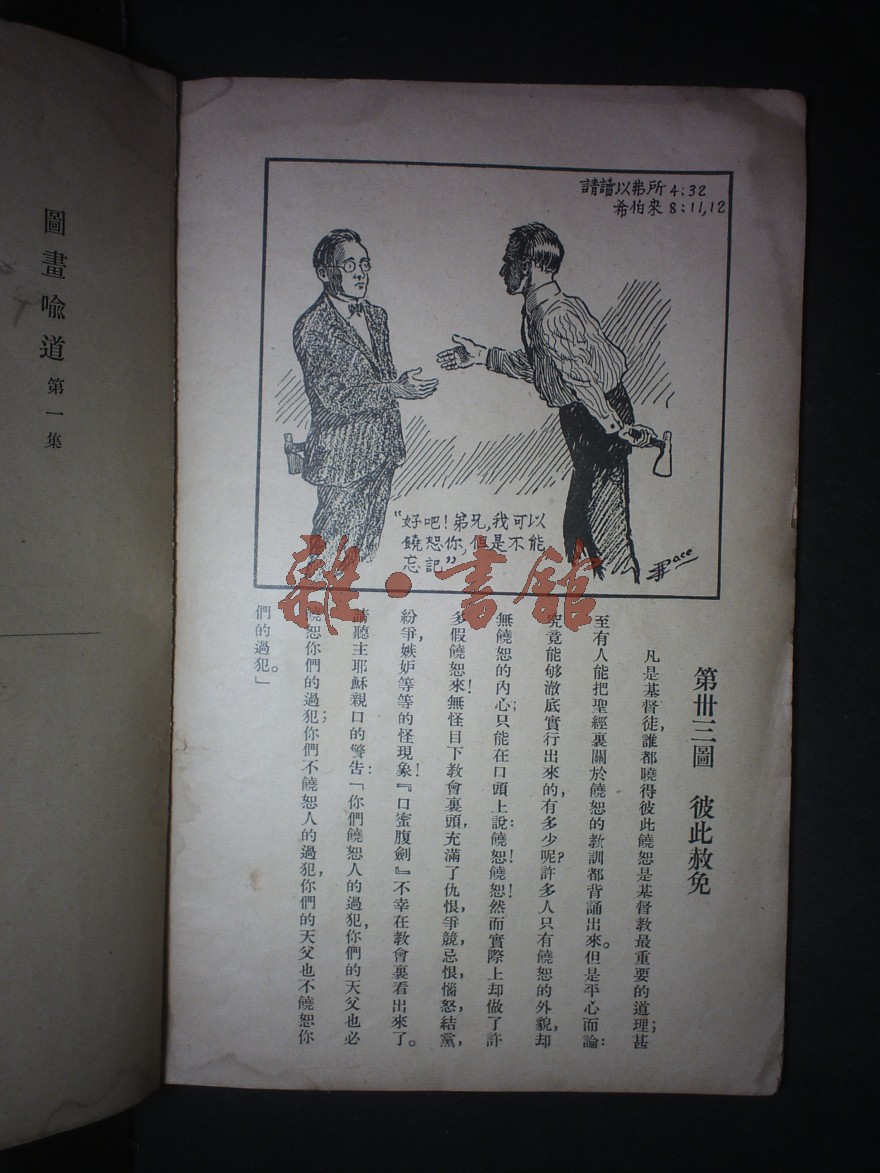 圖畫喻道 第一集
請讀以弗所4:32
希伯來8:11,12
“好吧!弟兄,我可以
饒恕你,但是不能
忘記”
Pace
雜·書館
第卅三圖 彼此赦免
凡是基督徒,誰都曉得彼此饒恕是基督教最重要的道理;甚
至有人能把聖經裏關於饒恕的教訓都背誦出來。但是平心而論:
究竟能够澈底實行出來的,有多少呢?許多人只有饒恕的外貌,却
無饒恕的內心;只能在口頭上說:饒恕!饒恕!然而實際上却做了許
多假饒恕來!無怪目下教會裏頭,充滿了仇恨,爭競,忌恨,惱怒結黨,
紛爭,嫉妒等等的怪現象!『口蜜腹劍』不幸在教會裏看出來了。
請聽主耶穌親口的警告:「你們饒恕人的過犯,你們的天父也必
饒恕你們的過犯;你們不饒恕人的過犯,你們的天父也不饒恕你
們的過犯。」